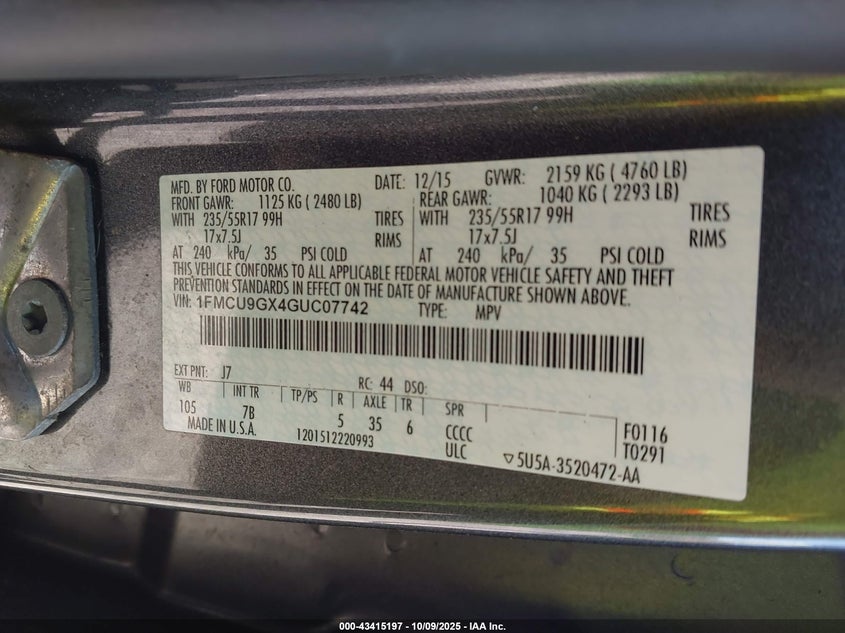 MFD. BY FORD MOTOR CO. DATE: 12/15 GVWR: 2159 KG ( 4760 LB)
FRONT GAWR: 1125 KG ( 2480 LB) REAR GAWR: 1040 KG ( 2293 LB)
WITH 235/55R17 99H TIRES WITH 235/55R17 99H TIRES
17x7.5J RIMS 17x7.5J RIMS
AT 240 kPa/ 35 PSI COLD AT 240 kPa/ 35 PSI COLD
THIS VEHICLE CONFORMS TO ALL APPLICABLE FEDERAL MOTOR VEHICLE SAFETY AND THEFT
PREVENTION STANDARDS IN EFFECT ON THE DATE OF MANUFACTURE SHOWN ABOVE.
VIN: 1FMCU9GX4GUC07742 TYPE: MPV
EXT PNT: J7 RC: 44 DSO:
WB INT TR TP/PS R AXLE TR SPR
105 7B 5 35 6 CCCC F0116
MADE IN U.S.A. 1201512220993 ULC T0291
▽5U5A-3520472-AA
000-43415197 - 10/09/2025 - IAA Inc.